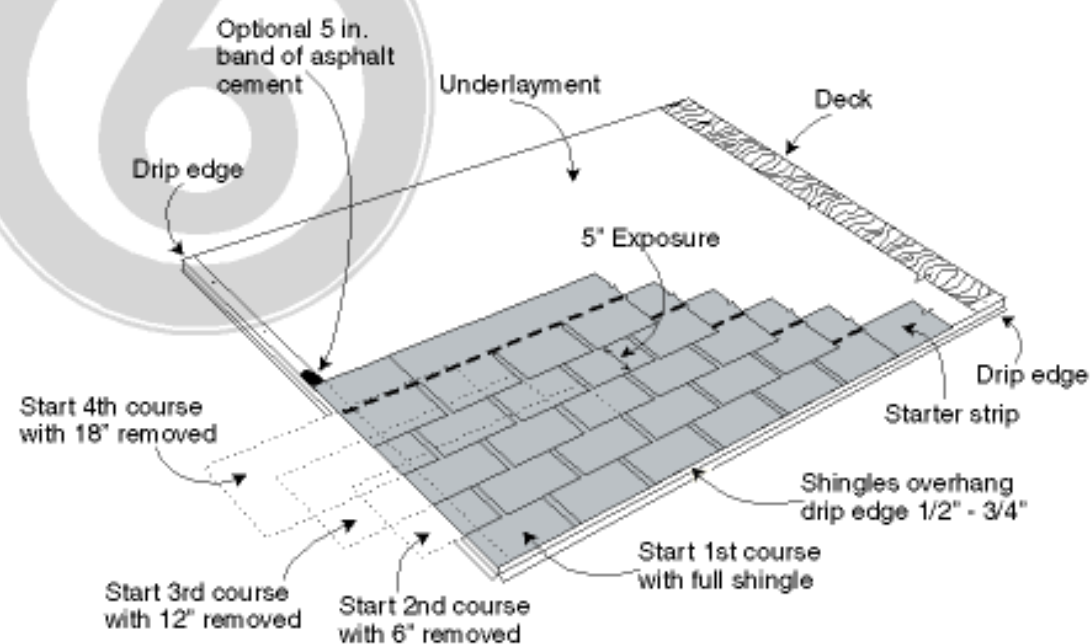 Optional 5 in.
band of asphalt
cement
Underlayment
Deck
Drip edge
5" Exposure
Drip edge
Start 4th course
with 18" removed
Starter strip
Shingles overhang
drip edge 1/2" - 3/4"
Start 1st course
with full shingle
Start 3rd course
with 12" removed
Start 2nd course
with 6" removed